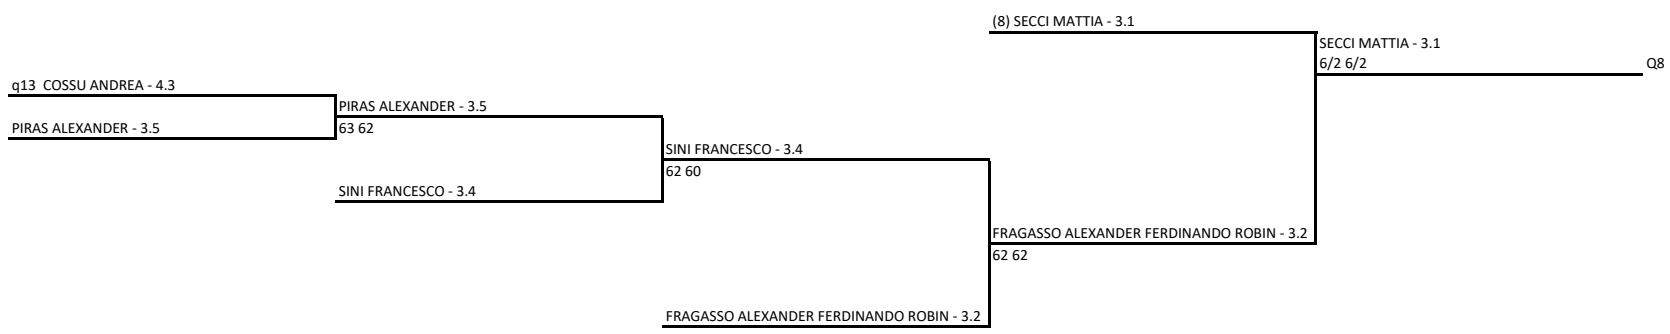 (8) SECCI MATTIA - 3.1
SECCI MATTIA - 3.1
6/2 6/2
Q8
q13 COSSU ANDREA - 4.3
PIRAS ALEXANDER - 3.5
PIRAS ALEXANDER - 3.5
63 62
SINI FRANCESCO - 3.4
62 60
SINI FRANCESCO - 3.4
FRAGASSO ALEXANDER FERDINANDO ROBIN - 3.2
62 62
FRAGASSO ALEXANDER FERDINANDO ROBIN - 3.2